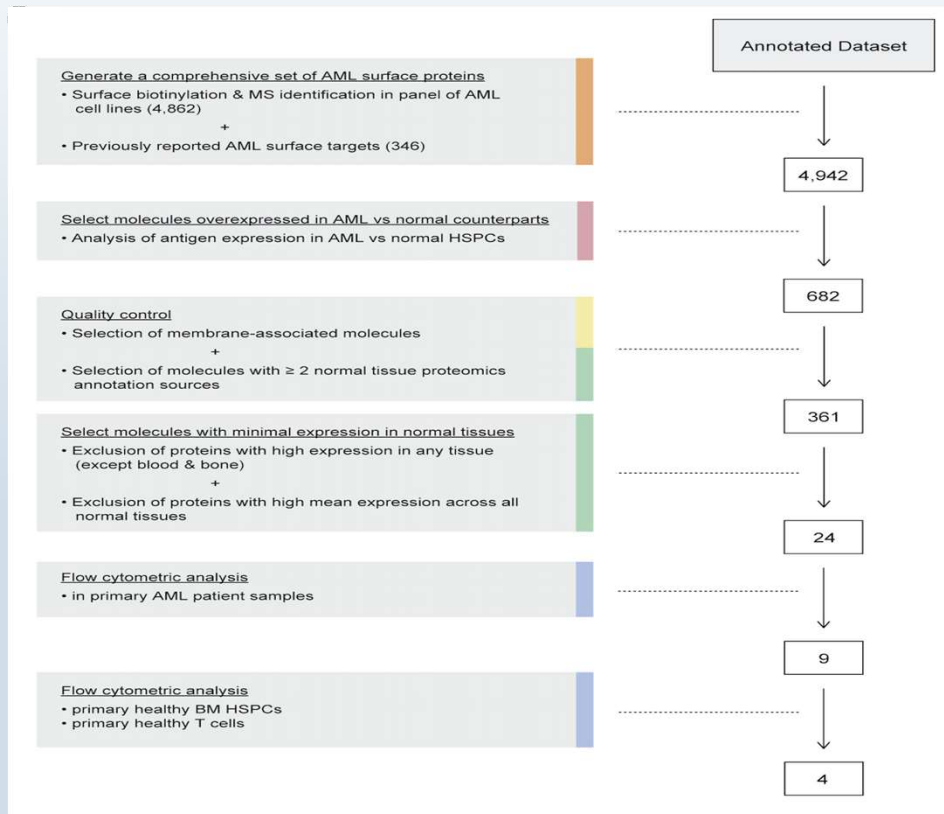 Annotated Dataset
Generate a comprehensive set of AML surface proteins
• Surface biotinylation & MS identification in panel of AML
cell lines (4,862)
+
• Previously reported AML surface targets (346)
4,942
Select molecules overexpressed in AML vs normal counterparts
• Analysis of antigen expression in AML vs normal HSPCs
682
Quality control
• Selection of membrane-associated molecules
+
• Selection of molecules with ≥ 2 normal tissue proteomics
annotation sources
361
Select molecules with minimal expression in normal tissues
• Exclusion of proteins with high expression in any tissue
(except blood & bone)
+
• Exclusion of proteins with high mean expression across all
normal tissues
24
Flow cytometric analysis
• in primary AML patient samples
9
Flow cytometric analysis
• primary healthy BM HSPCs
• primary healthy T cells
4